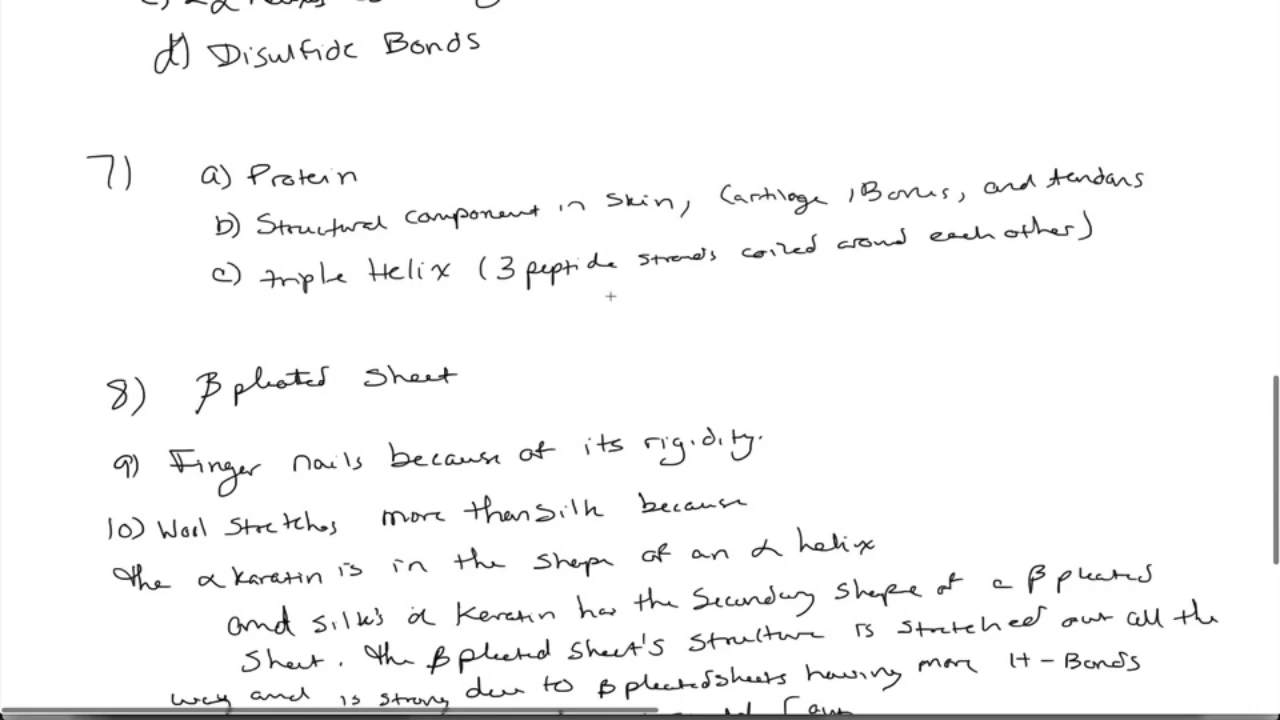 d) Disulfide Bonds
7) a) Protein
b) Structural component in skin, Cartilage, Bones, and tendons
c) triple Helix (3 peptide strands coiled around each other)
8) β pleated sheet
9) Finger nails because of its rigidity.
10) Wool stretches more than silk because
the α karatin is in the shape of an α helix
and silk's α keratin has the secondary shape of a β pleated
sheet. the β pleated sheet's structure is stretched out all the
way and is strong due to β pleated sheets having more H-Bonds